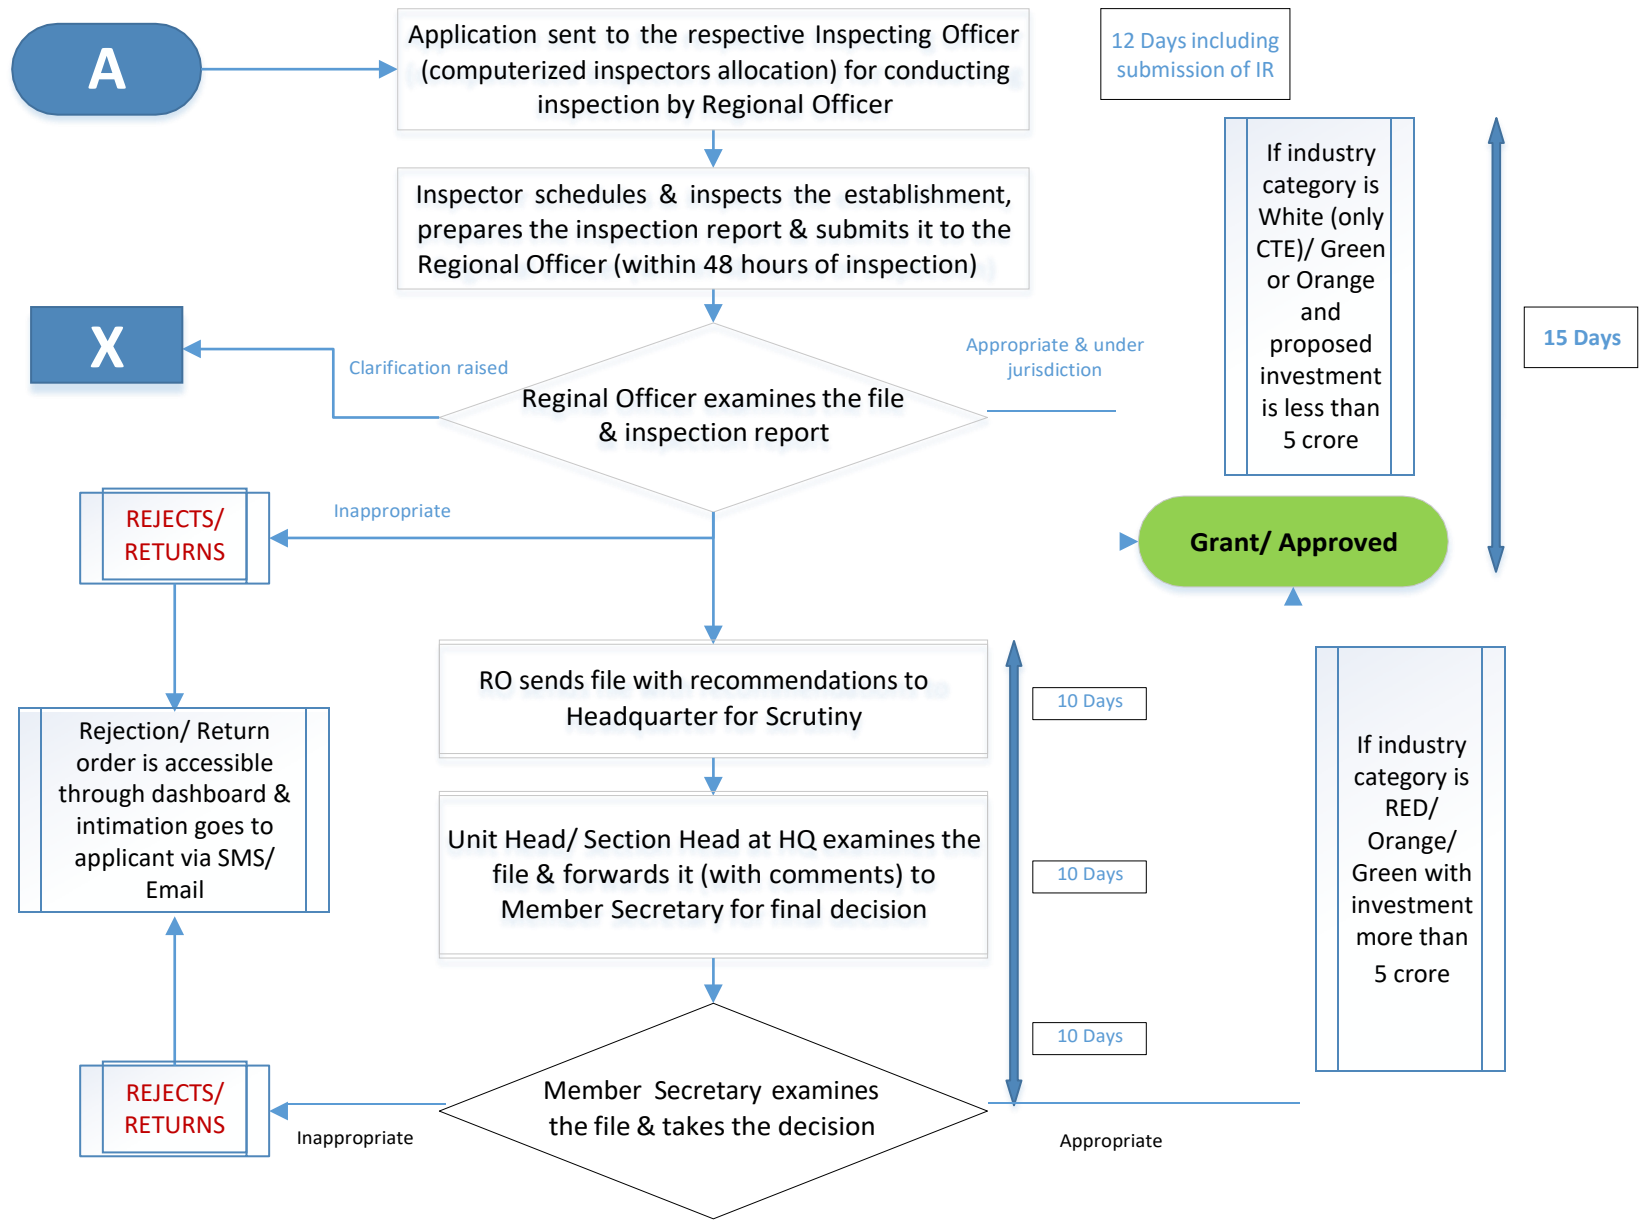 A
Application sent to the respective Inspecting Officer
(computerized inspectors allocation) for conducting
inspection by Regional Officer
12 Days including
submission of IR
Inspector schedules & inspects the establishment,
prepares the inspection report & submits it to the
Regional Officer (within 48 hours of inspection)
If industry
category is
White (only
CTE)/ Green
or Orange
and
proposed
investment
is less than
5 crore
15 Days
X
Clarification raised
Appropriate & under
jurisdiction
Reginal Officer examines the file
& inspection report
REJECTS/
RETURNS
Inappropriate
Grant/ Approved
RO sends file with recommendations to
Headquarter for Scrutiny
10 Days
Rejection/ Return
order is accessible
through dashboard &
intimation goes to
applicant via SMS/
Email
Unit Head/ Section Head at HQ examines the
file & forwards it (with comments) to
Member Secretary for final decision
10 Days
If industry
category is
RED/
Orange/
Green with
investment
more than
5 crore
10 Days
REJECTS/
RETURNS
Inappropriate
Member Secretary examines
the file & takes the decision
Appropriate